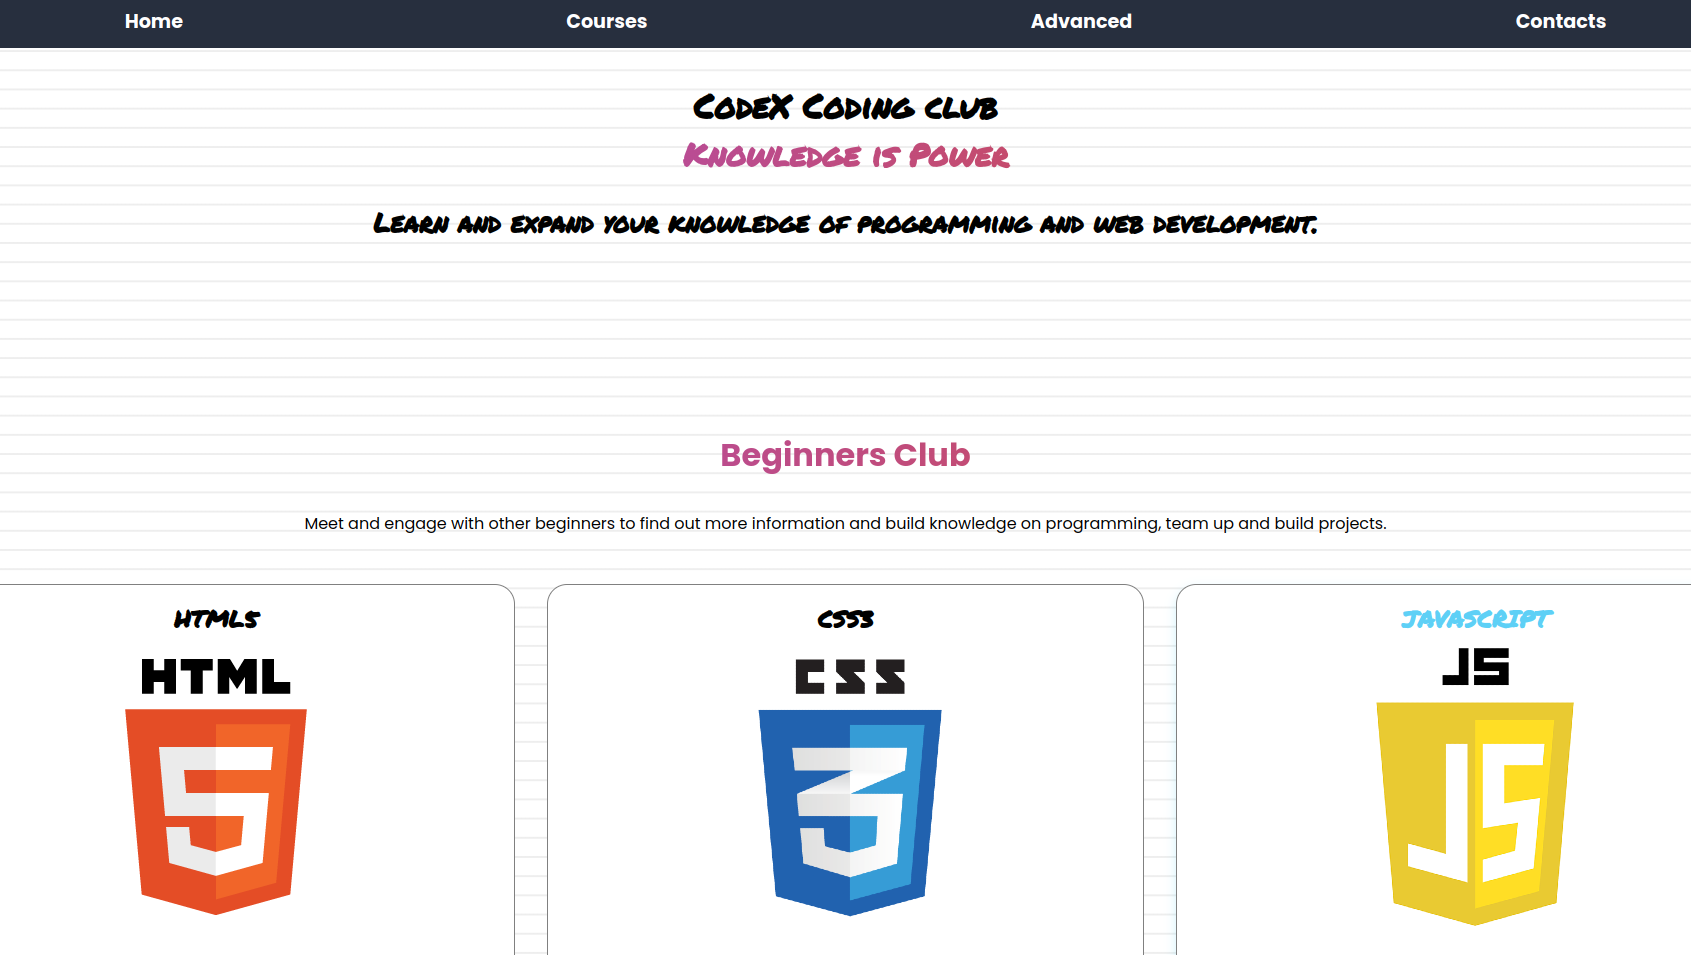 Home Courses Advanced Contacts
CodeX Coding club
Knowledge is Power
Learn and expand your knowledge of programming and web development.
Beginners Club
Meet and engage with other beginners to find out more information and build knowledge on programming, team up and build projects.
HTML5 CSS3 JAVASCRIPT
HTML CSS JS
5 3 JS